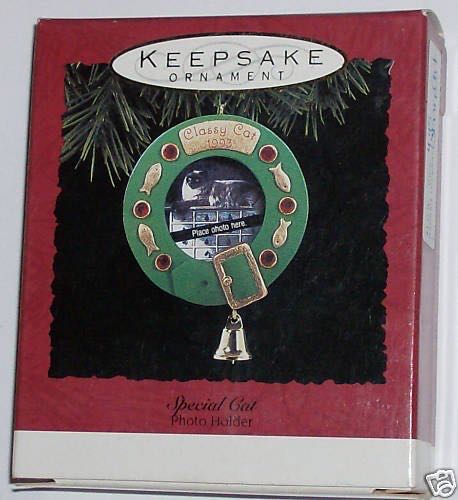 KEEPSAKE
ORNAMENT
Classy Cat
1993
Place photo here.
Special Cat
Photo Holder